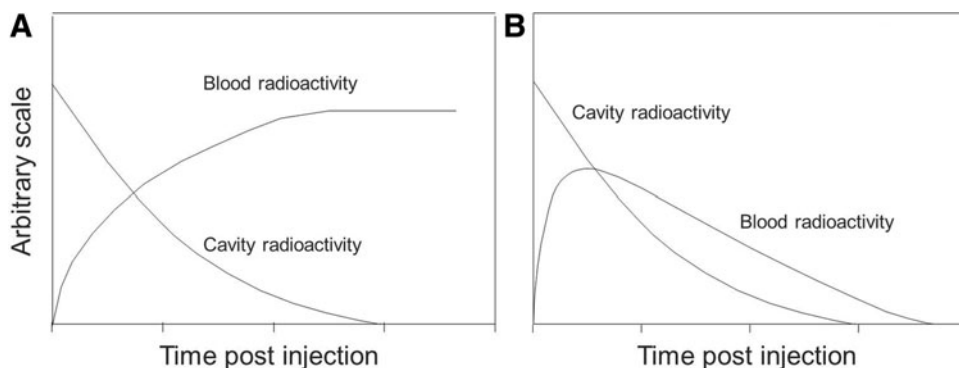 A
Arbitrary scale
Blood radioactivity
Cavity radioactivity
Time post injection
B
Cavity radioactivity
Blood radioactivity
Time post injection